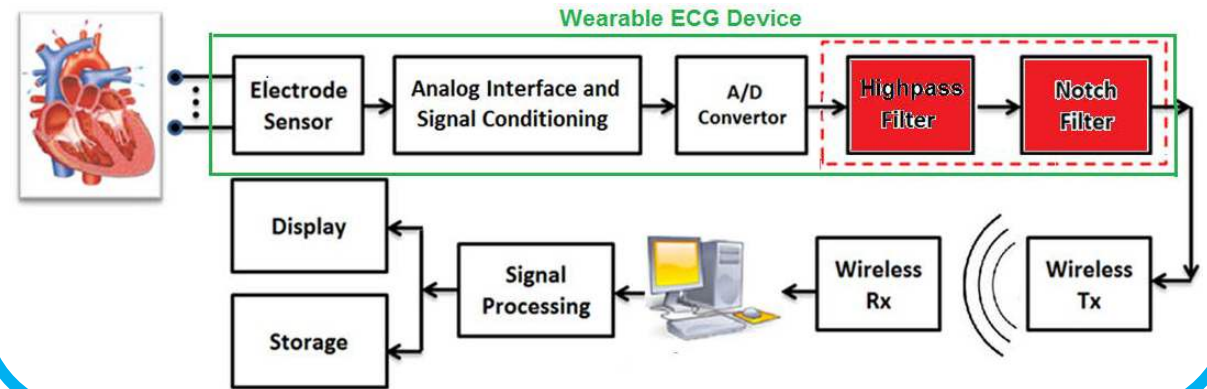 Wearable ECG Device
Electrode
Sensor
Analog Interface and
Signal Conditioning
A/D
Convertor
Highpass
Filter
Notch
Filter
Display
Storage
Signal
Processing
Wireless
Rx
Wireless
Tx